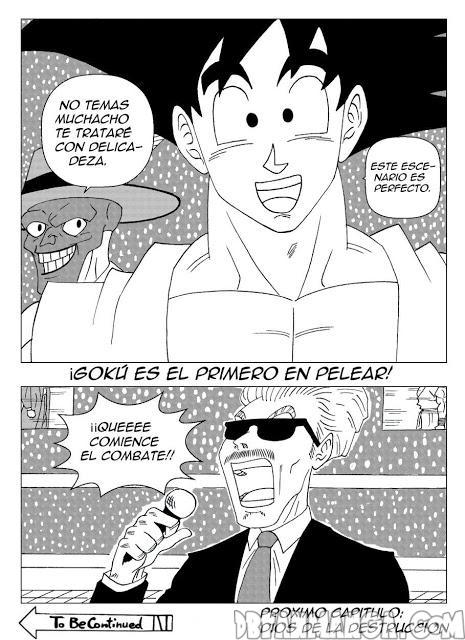 NO TEMAS
MUCHACHO
TE TRATARÉ
CON DELICA-
DEZA.
ESTE ESCE-
NARIO ES
PERFECTO.
¡GOKÚ ES EL PRIMERO EN PELEAR!
¡¡QUEEEE
COMIENCE
EL COMBATE!!
To Be Continued
PROXIMO CAPITULO:
DIOS DE LA DESTRUCCION